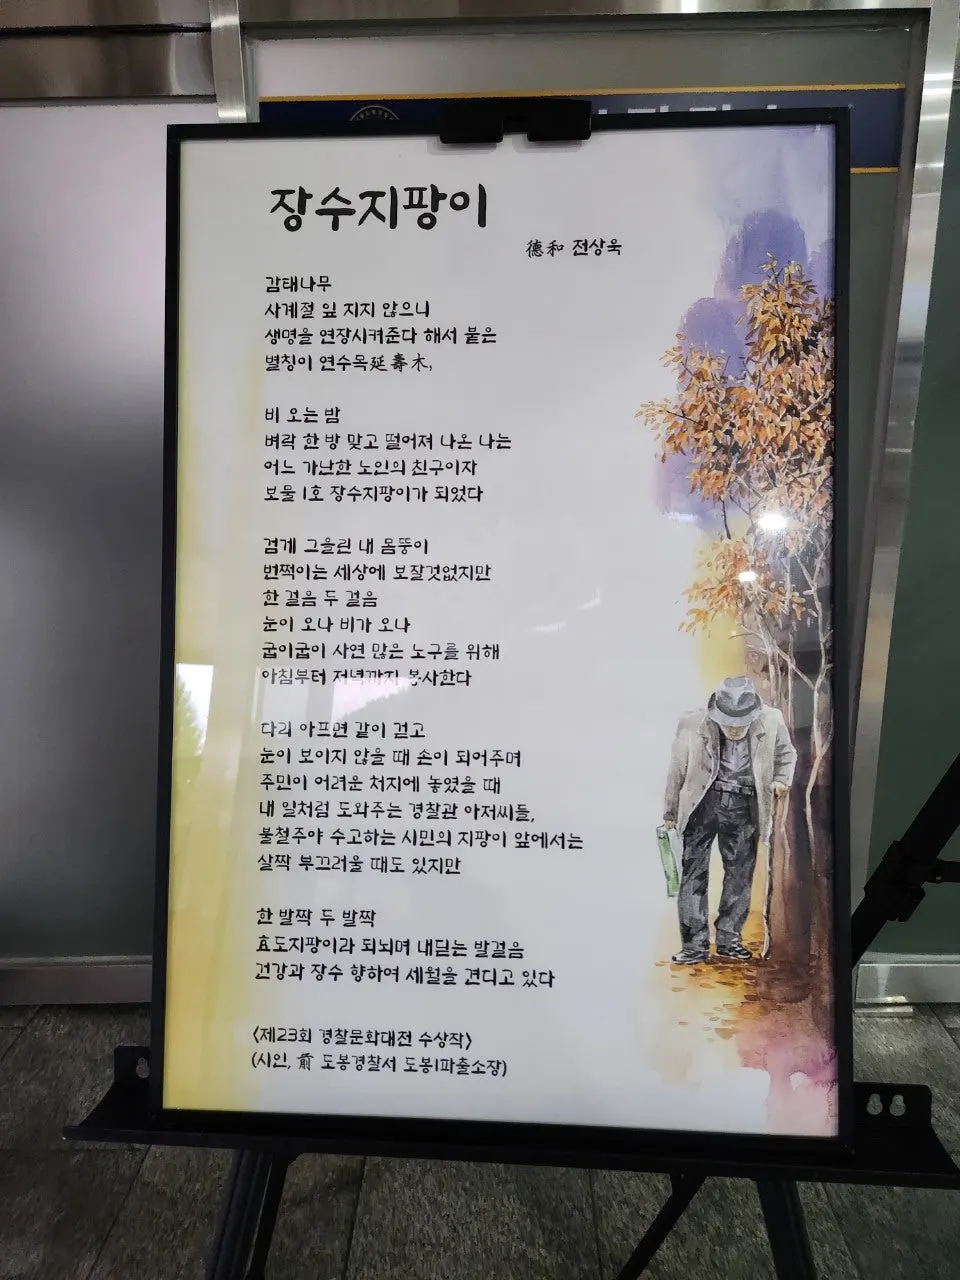 장수지팡이
德和 전상욱
감태나무
사계절 잎 지지 않으니
생명을 연장시켜준다 해서 붙은
별칭이 연수목延壽木,
비 오는 밤
벼락 한 방 맞고 떨어져 나온 나는
어느 가난한 노인의 친구이자
보물 1호 장수지팡이가 되었다
검게 그을린 내 몸뚱이
번쩍이는 세상에 보잘것없지만
한 걸음 두 걸음
눈이 오나 비가 오나
굽이굽이 사연 많은 노구를 위해
아침부터 저녁까지 봉사한다
다리 아프면 같이 걷고
눈이 보이지 않을 때 손이 되어주며
주민이 어려운 처지에 놓였을 때
내 일처럼 도와주는 경찰관 아저씨들,
불철주야 수고하는 시민의 지팡이 앞에서는
살짝 부끄러울 때도 있지만
한 발짝 두 발짝
효도지팡이라 되뇌며 내딛는 발걸음
건강과 장수 향하여 세월을 견디고 있다
<제23회 경찰문화대전 수상작>
(시인, 前 도봉경찰서 도봉1파출소장)